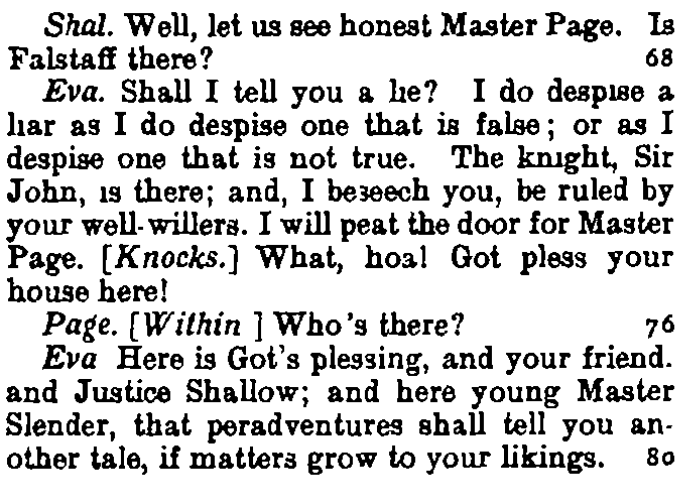 Shal. Well, let us see honest Master Page. Is
Falstaff there? 68
Eva. Shall I tell you a lie? I do despise a
liar as I do despise one that is false; or as I
despise one that is not true. The knight, Sir
John, is there; and, I beseech you, be ruled by
your well-willers. I will peat the door for Master
Page. [Knocks.] What, hoa! Got pless your
house here!
Page. [Within ] Who's there? 76
Eva Here is Got's plessing, and your friend.
and Justice Shallow; and here young Master
Slender, that peradventures shall tell you an-
other tale, if matters grow to your likings. 80